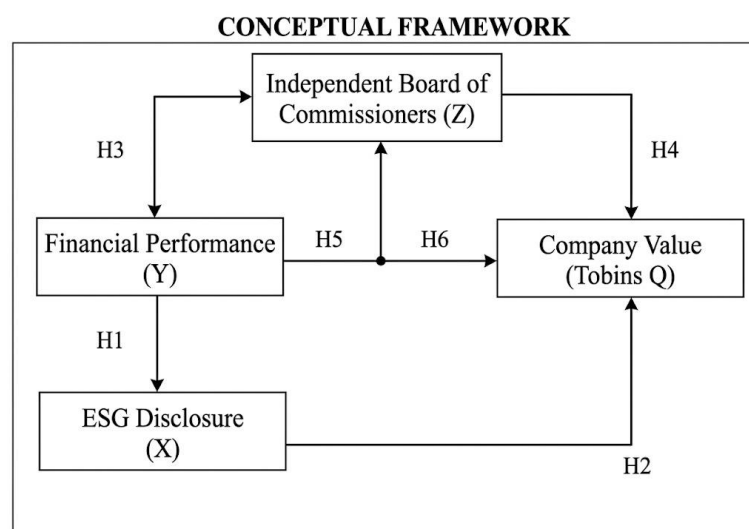 CONCEPTUAL FRAMEWORK
Independent Board of
Commissioners (Z)
H3
H4
Financial Performance
(Y)
H5
H6
Company Value
(Tobins Q)
H1
ESG Disclosure
(X)
H2